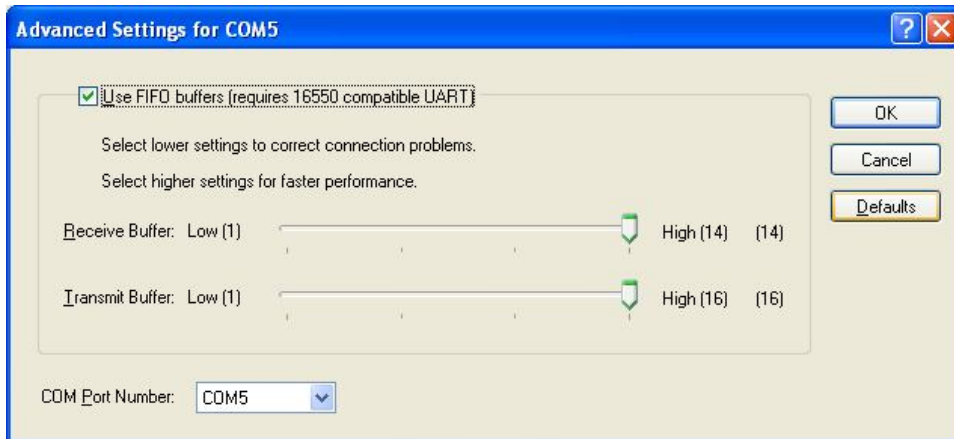 Advanced Settings for COM5
Use FIFO buffers (requires 16550 compatible UART)
OK
Select lower settings to correct connection problems.
Cancel
Select higher settings for faster performance.
Defaults
Receive Buffer: Low (1) High (14) (14)
Transmit Buffer: Low (1) High (16) (16)
COM Port Number: COM5